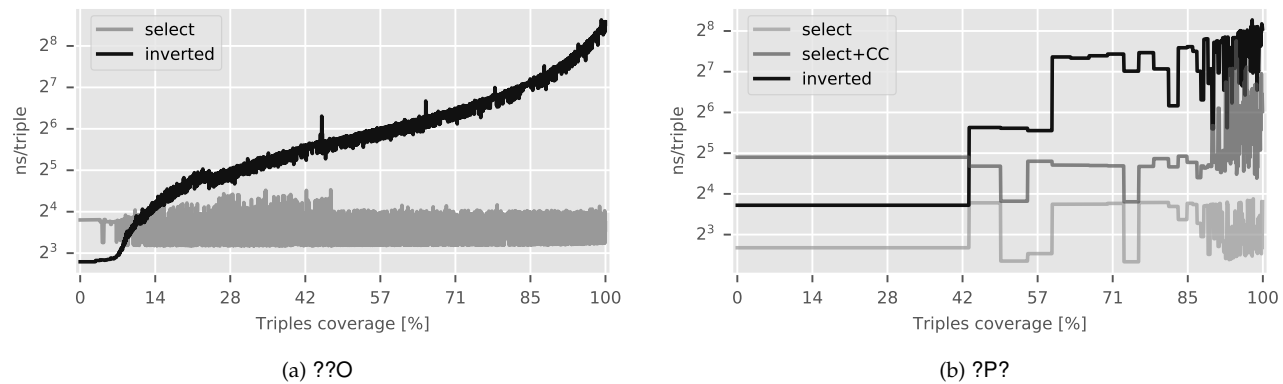 select
inverted
2^8
2^7
2^6
2^5
2^4
2^3
ns/triple
0 14 28 42 57 71 85 100
Triples coverage [%]
(a) ??O
select
select+CC
inverted
2^8
2^7
2^6
2^5
2^4
2^3
ns/triple
0 14 28 42 57 71 85 100
Triples coverage [%]
(b) ?P?